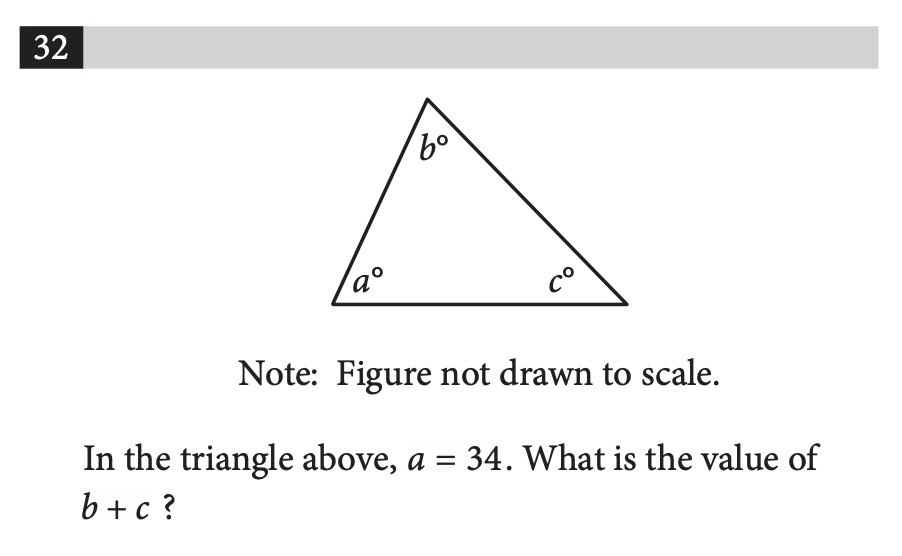 32
b°
a°
c°
Note: Figure not drawn to scale.
In the triangle above, a = 34. What is the value of
b + c ?